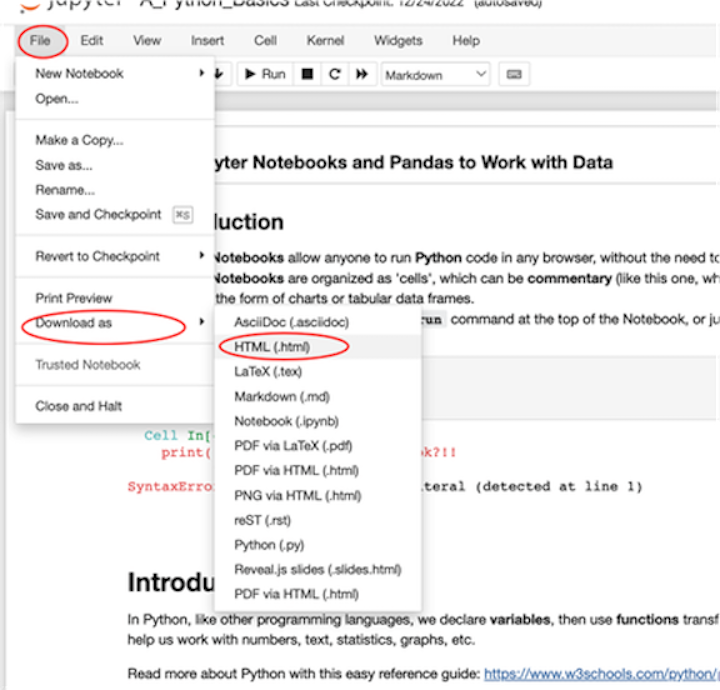 jupyter A_Python_Basics Last Checkpoint: 12/24/2022 (autosaved)
File Edit View Insert Cell Kernel Widgets Help
New Notebook
Open...
Make a Copy...
Save as...
Rename...
Save and Checkpoint ⌘S
Revert to Checkpoint
Print Preview
Download as
Trusted Notebook
Close and Halt
Run Markdown
AsciiDoc (.asciidoc)
HTML (.html)
LaTeX (.tex)
Markdown (.md)
Notebook (.ipynb)
PDF via LaTeX (.pdf)
PDF via HTML (.html)
PNG via HTML (.html)
reST (.rst)
Python (.py)
Reveal.js slides (.slides.html)
PDF via HTML (.html)
yter Notebooks and Pandas to Work with Data
uction
Notebooks allow anyone to run Python code in any browser, without the need to
Notebooks are organized as 'cells', which can be commentary (like this one, wh
the form of charts or tabular data frames.
run command at the top of the Notebook, or ju
Cell In[
print( k?!!
SyntaxErro teral (detected at line 1)
Introdu
In Python, like other programming languages, we declare variables, then use functions transf
help us work with numbers, text, statistics, graphs, etc.
Read more about Python with this easy reference guide: https://www.w3schools.com/python/